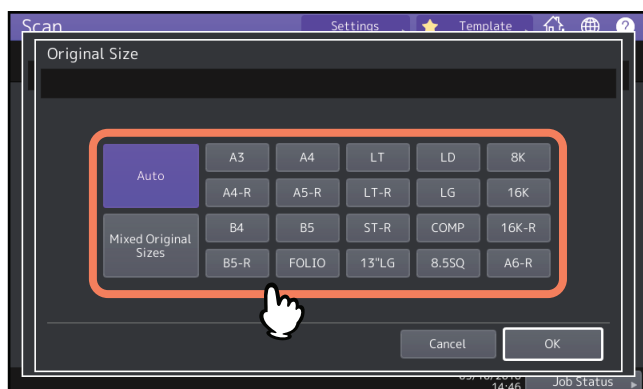 Scan
Settings
Template
?
Original Size
Auto
A3
A4
LT
LD
8K
A4-R
A5-R
LT-R
LG
16K
Mixed Original
Sizes
B4
B5
ST-R
COMP
16K-R
B5-R
FOLIO
13"LG
8.5SQ
A6-R
Cancel
OK
14:46
Job Status